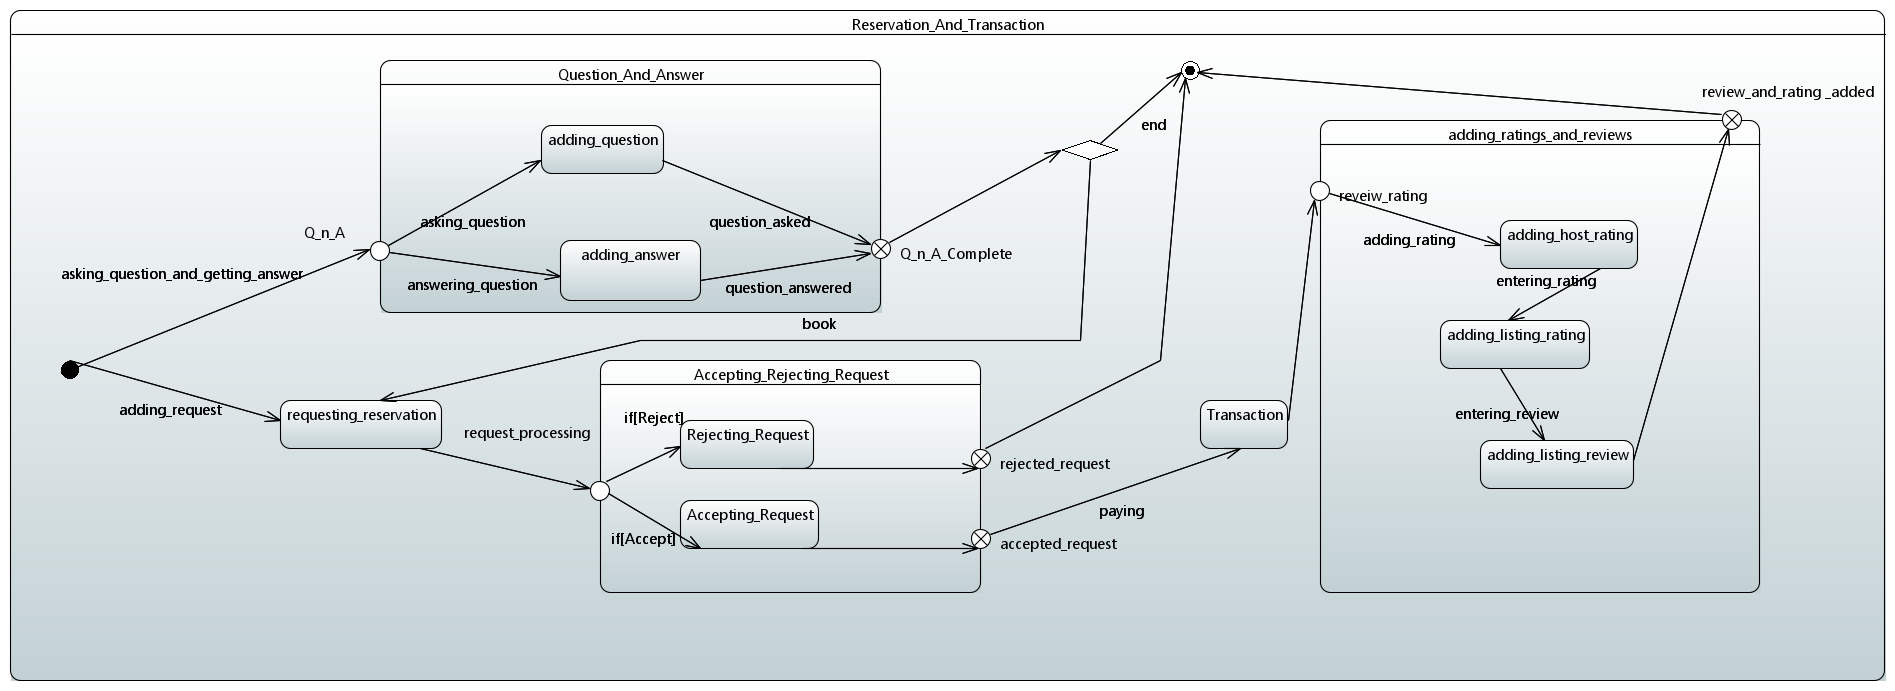 Reservation_And_Transaction
Question_And_Answer
adding_question
asking_question
question_asked
Q_n_A
adding_answer
answering_question
question_answered
Q_n_A_Complete
asking_question_and_getting_answer
end
book
adding_request
requesting_reservation
request_processing
Accepting_Rejecting_Request
if[Reject]
Rejecting_Request
rejected_request
Accepting_Request
if[Accept]
accepted_request
paying
Transaction
review_and_rating _added
adding_ratings_and_reviews
reveiw_rating
adding_rating
adding_host_rating
entering_rating
adding_listing_rating
entering_review
adding_listing_review